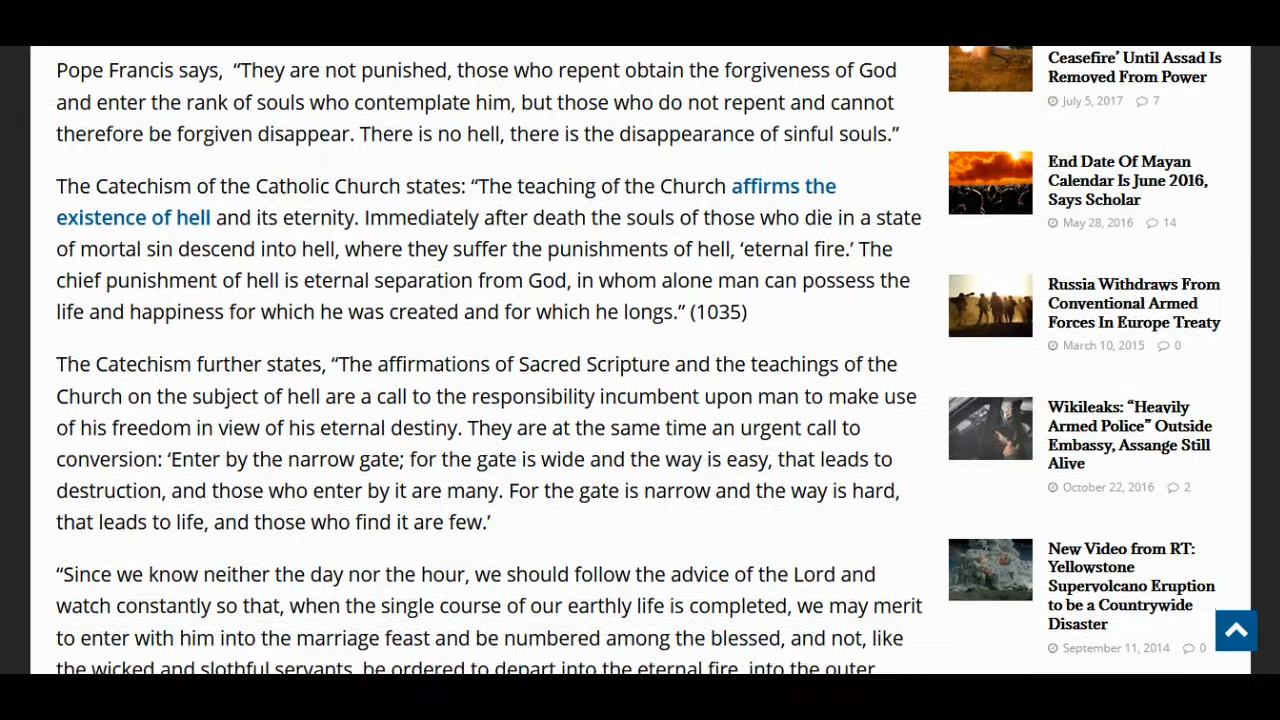 Pope Francis says,  “They are not punished, those who repent obtain the forgiveness of God
and enter the rank of souls who contemplate him, but those who do not repent and cannot
therefore be forgiven disappear. There is no hell, there is the disappearance of sinful souls.”
The Catechism of the Catholic Church states: “The teaching of the Church affirms the
existence of hell and its eternity. Immediately after death the souls of those who die in a state
of mortal sin descend into hell, where they suffer the punishments of hell, ‘eternal fire.’ The
chief punishment of hell is eternal separation from God, in whom alone man can possess the
life and happiness for which he was created and for which he longs.” (1035)
The Catechism further states, “The affirmations of Sacred Scripture and the teachings of the
Church on the subject of hell are a call to the responsibility incumbent upon man to make use
of his freedom in view of his eternal destiny. They are at the same time an urgent call to
conversion: ‘Enter by the narrow gate; for the gate is wide and the way is easy, that leads to
destruction, and those who enter by it are many. For the gate is narrow and the way is hard,
that leads to life, and those who find it are few.’
“Since we know neither the day nor the hour, we should follow the advice of the Lord and
watch constantly so that, when the single course of our earthly life is completed, we may merit
to enter with him into the marriage feast and be numbered among the blessed, and not, like
the wicked and slothful servants, be ordered to depart into the eternal fire, into the outer
Ceasefire’ Until Assad Is
Removed From Power
July 5, 2017 7
End Date Of Mayan
Calendar Is June 2016,
Says Scholar
May 28, 2016 14
Russia Withdraws From
Conventional Armed
Forces In Europe Treaty
March 10, 2015 0
Wikileaks: “Heavily
Armed Police” Outside
Embassy, Assange Still
Alive
October 22, 2016 2
New Video from RT:
Yellowstone
Supervolcano Eruption
to be a Countrywide
Disaster
September 11, 2014 0